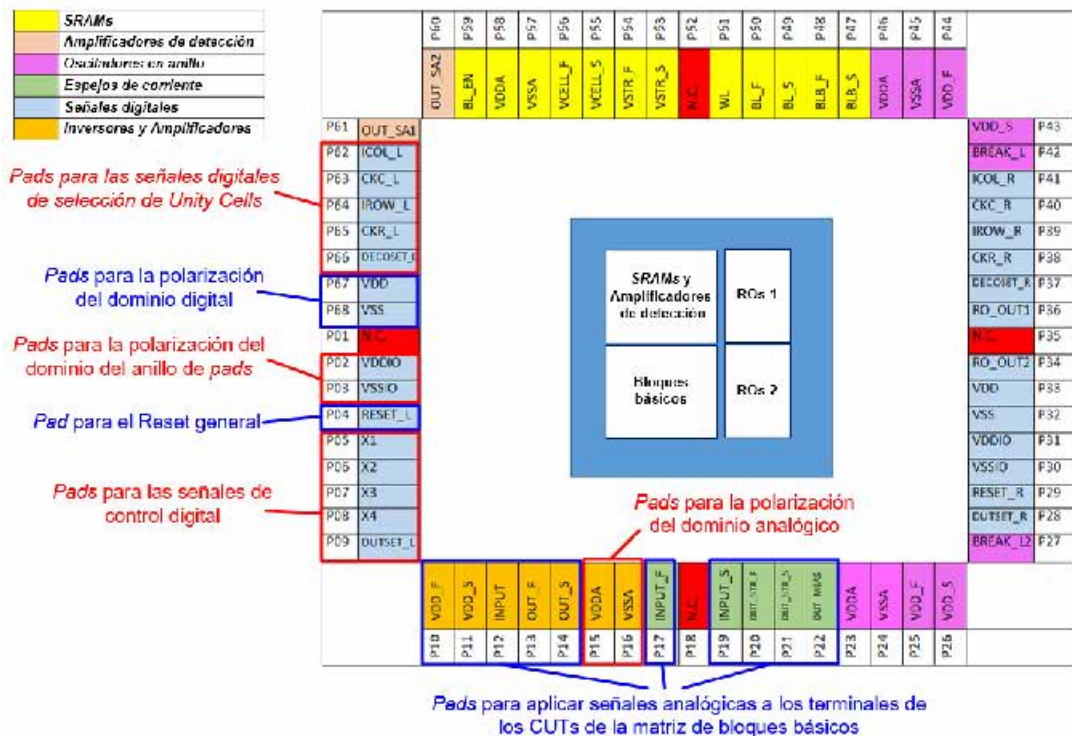 SRAMs
Amplificadores de detección
Osciladores en anillo
Espejos de corriente
Señales digitales
Inversores y Amplificadores
P60 P59 P58 P57 P56 P55 P54 P53 P52 P51 P50 P49 P48 P47 P46 P45 P44
OUT_SA2 BL_EN VDDA VSSA VCELL_F VCELL_S VSTR_F VSTR_S N.C. WL BL_F BL_S BLB_F BLB_S VDDA VSSA VDD_F
P61 OUT_SA1
P62 ICOL_L
P63 CKC_L
P64 IROW_L
P65 CKR_L
P66 DECOSET_L
P67 VDD
P68 VSS
P01 N.C.
P02 VDDIO
P03 VSSIO
P04 RESET_L
P05 X1
P06 X2
P07 X3
P08 X4
P09 OUTSET_L
Pads para las señales digitales
de selección de Unity Cells
Pads para la polarización
del dominio digital
Pads para la polarización del
dominio del anillo de pads
Pad para el Reset general
Pads para las señales de
control digital
SRAMs y
Amplificadores
de detección
ROs 1
Bloques
básicos
ROs 2
VDD_S P43
BREAK_L P42
ICOL_R P41
CKC_R P40
IROW_R P39
CKR_R P38
DECOSET_R P37
RO_OUT1 P36
N.C. P35
RO_OUT2 P34
VDD P33
VSS P32
VDDIO P31
VSSIO P30
RESET_R P29
OUTSET_R P28
BREAK_L2 P27
Pads para la polarización
del dominio analógico
VDD_F VDD_S INPUT OUT_F OUT_S VDDA VSSA INPUT_F N.C. INPUT_S OUT_STR_F OUT_STR_S OUT_MEAS VDDA VSSA VDD_F VDD_S
P10 P11 P12 P13 P14 P15 P16 P17 P18 P19 P20 P21 P22 P23 P24 P25 P26
Pads para aplicar señales analógicas a los terminales de
los CUTs de la matriz de bloques básicos